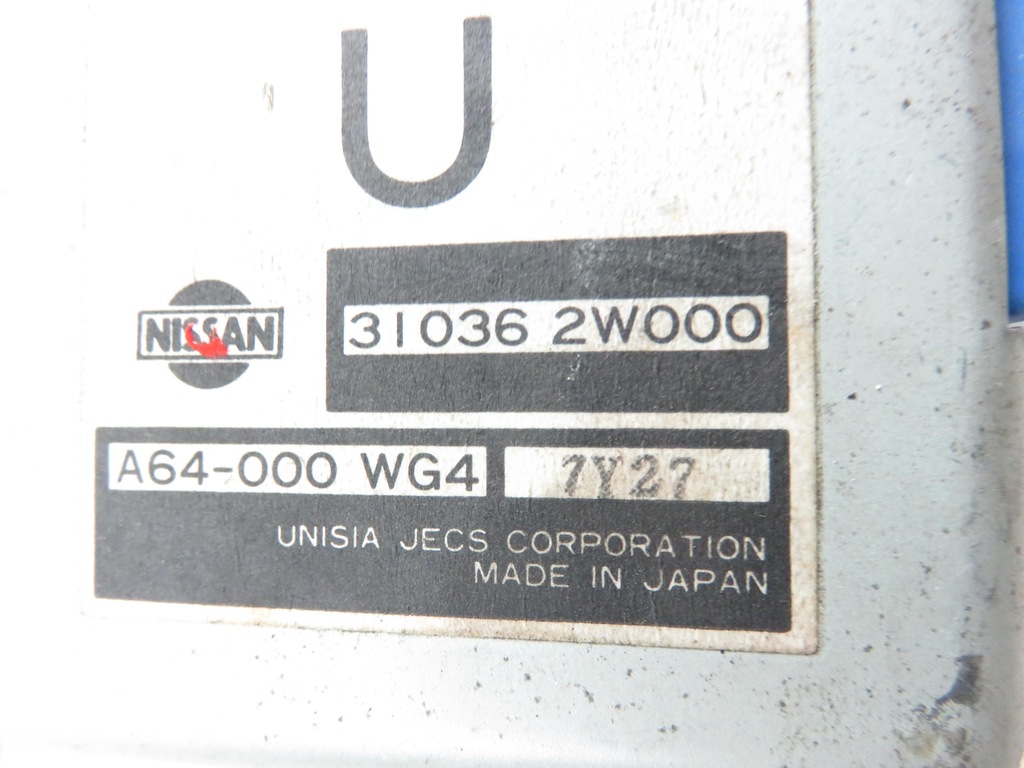 U
NISSAN
31036 2W000
A64-000 WG4 7Y27
UNISIA JECS CORPORATION
MADE IN JAPAN